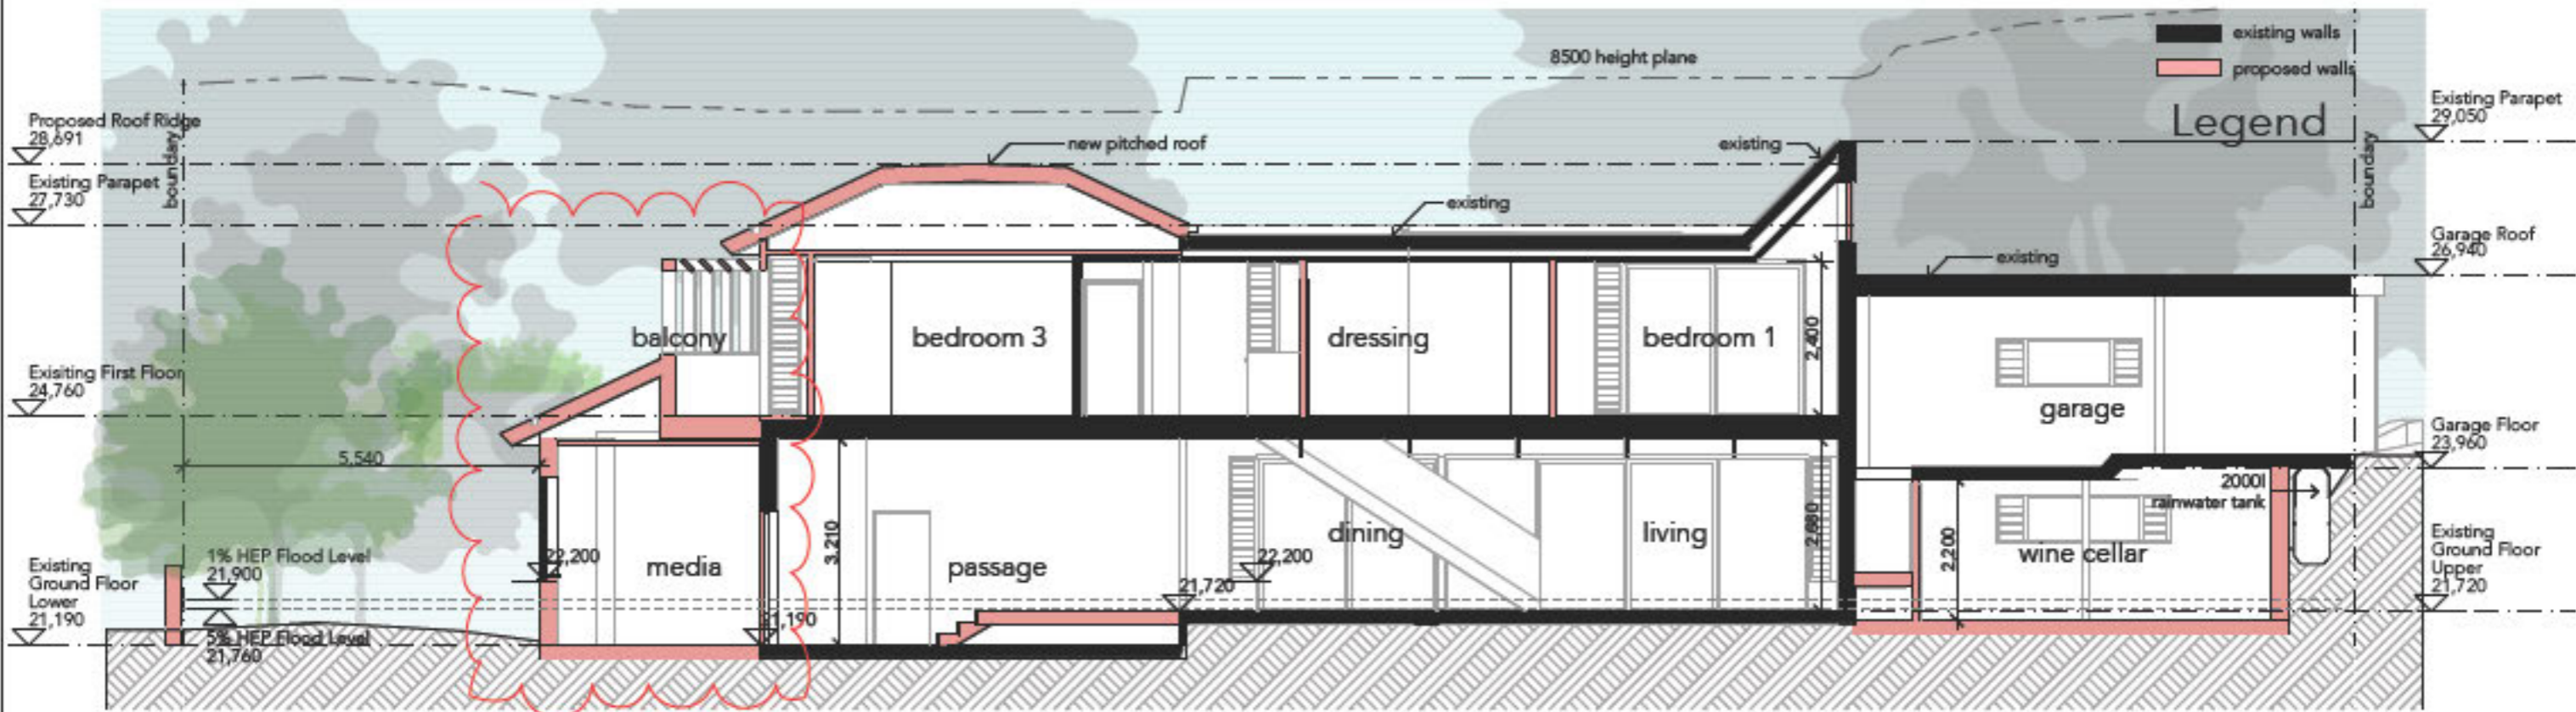 existing walls
8500 height plane
proposed walls
Existing Parapet
29,050
Legend
Proposed Roof Ridge
28,691
boundary
new pitched roof
existing
boundary
Existing Parapet
27,730
existing
Garage Roof
26,940
existing
balcony
bedroom 3
dressing
bedroom 1
2,400
garage
Exisiting First Floor
24,760
Garage Floor
23,960
5,540
2000l
rainwater tank
1% HEP Flood Level
21,900
22,200
media
3,210
passage
22,200
dining
living
2,680
2,200
wine cellar
Existing
Ground Floor
Upper
21,720
Existing
Ground Floor
Lower
21,190
21,720
5% HEP Flood Level
21,760